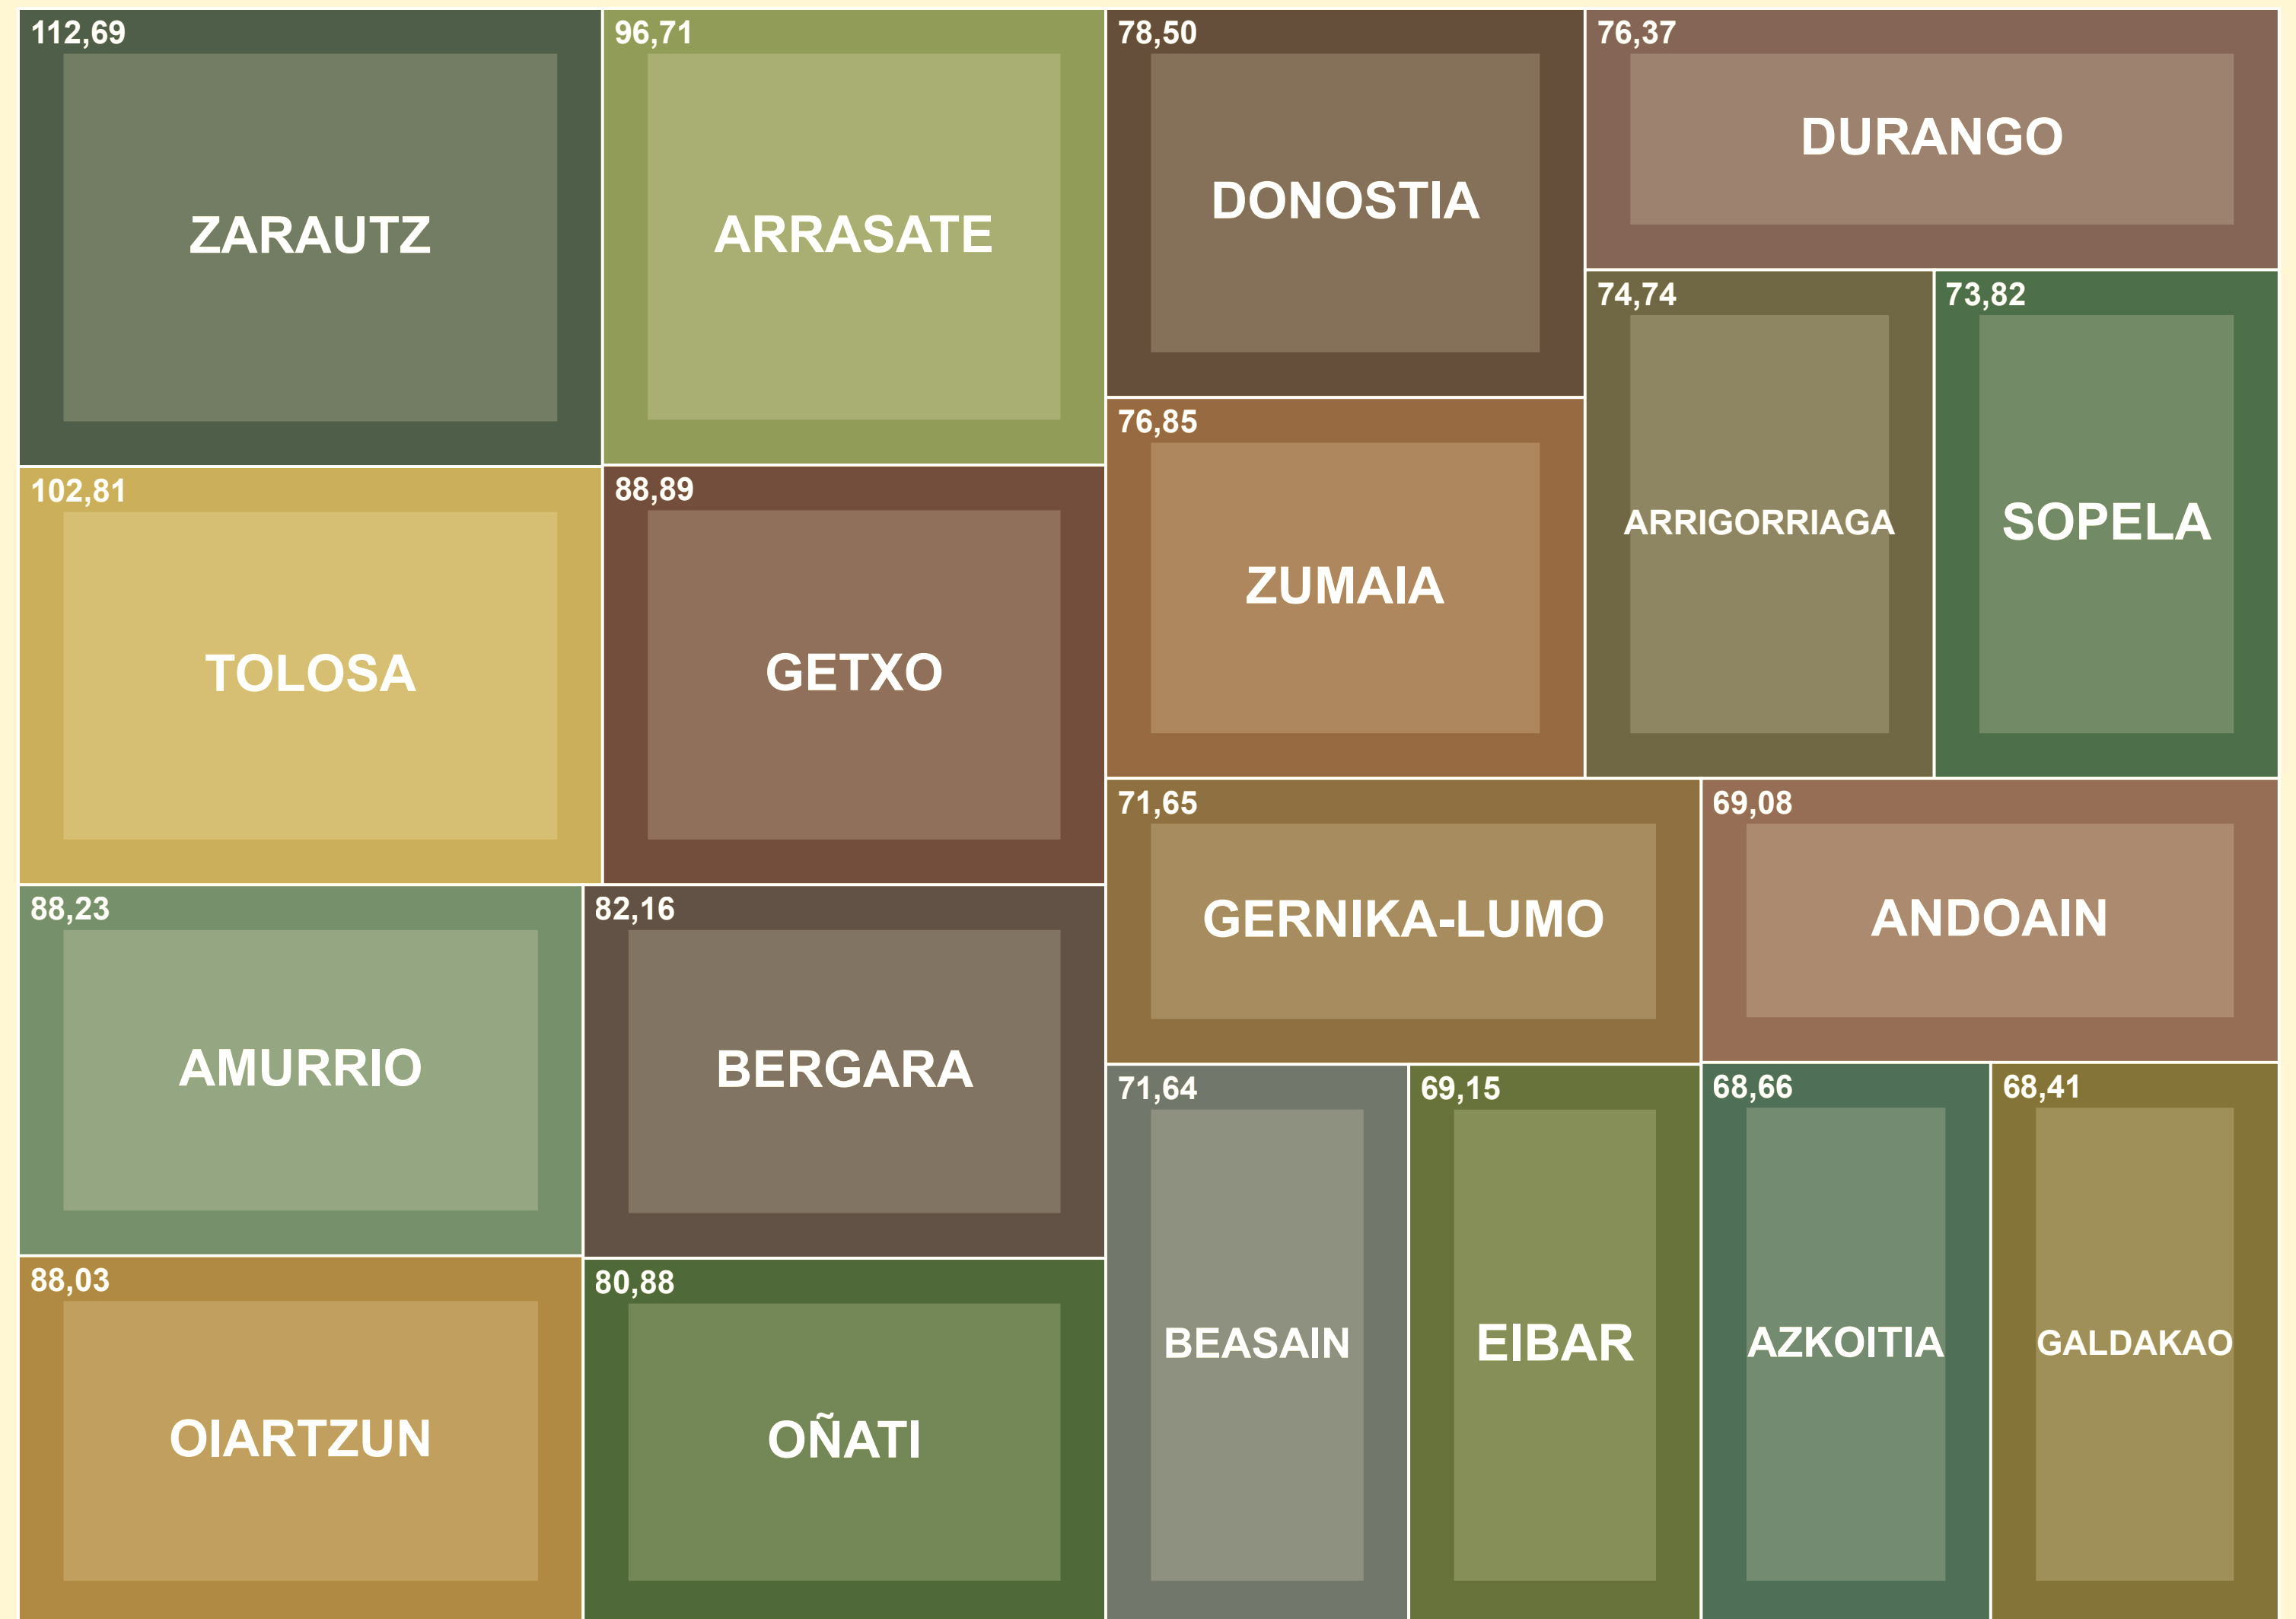 112,69
ZARAUTZ
96,71
ARRASATE
78,50
DONOSTIA
76,37
DURANGO
74,74
ARRIGORRIAGA
73,82
SOPELA
102,81
TOLOSA
88,89
GETXO
76,85
ZUMAIA
71,65
GERNIKA-LUMO
69,08
ANDOAIN
88,23
AMURRIO
82,16
BERGARA
71,64
BEASAIN
69,15
EIBAR
68,66
AZKOITIA
68,41
GALDAKAO
88,03
OIARTZUN
80,88
OÑATI